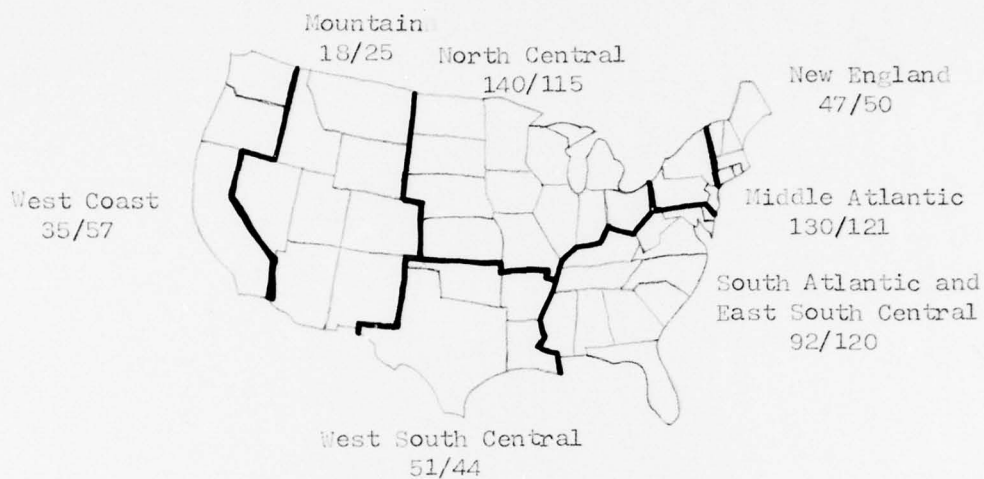 Mountain
18/25
North Central
140/115
New England
47/50
West Coast
35/57
Middle Atlantic
130/121
South Atlantic and
East South Central
92/120
West South Central
51/44